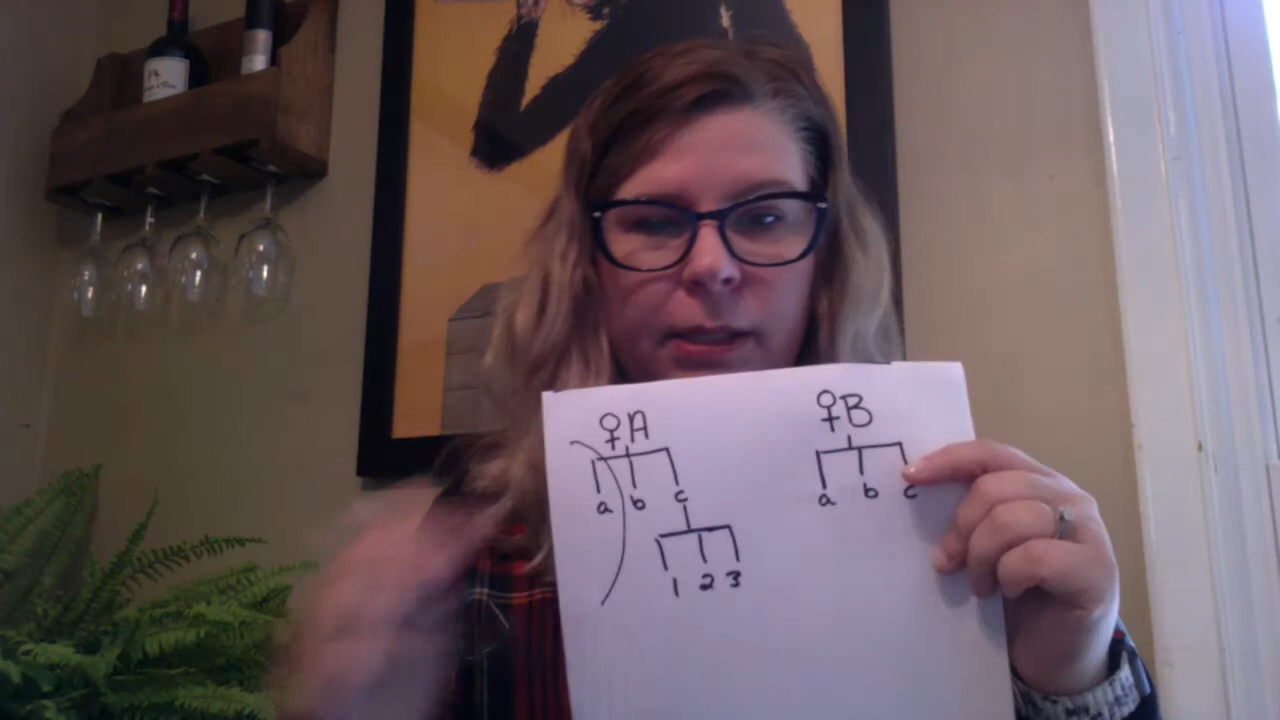 ♀A
a b c
1 2 3
♀B
a b c